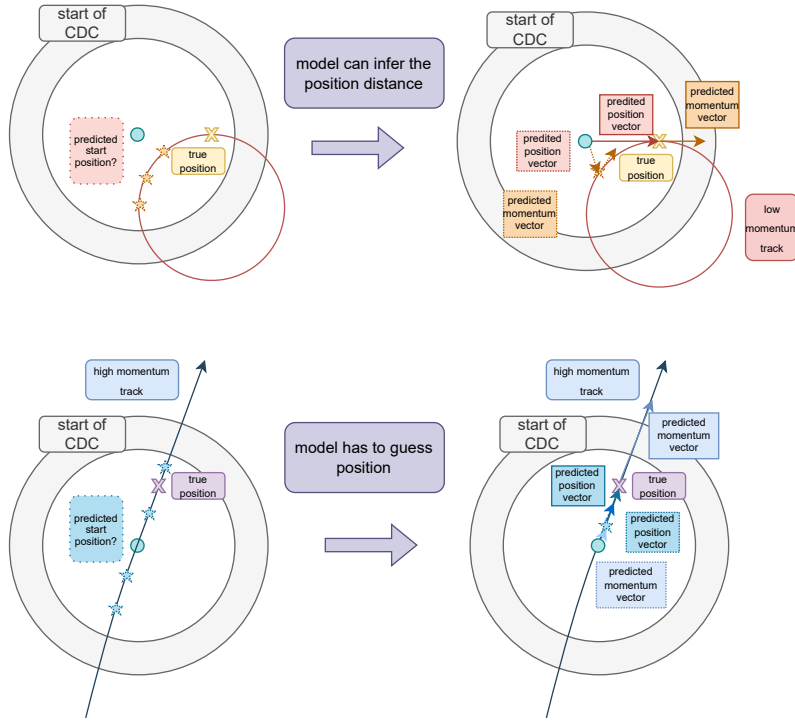 start of
CDC
predicted
start
position?
true
position
model can infer the
position distance
start of
CDC
predited
position
vector
predicted
momentum
vector
predited
position
vector
true
position
predicted
momentum
vector
low
momentum
track
high momentum
track
start of
CDC
true
position
predicted
start
position?
model has to guess
position
high momentum
track
start of
CDC
predicted
momentum
vector
predicted
position
vector
true
position
predicted
position
vector
predicted
momentum
vector